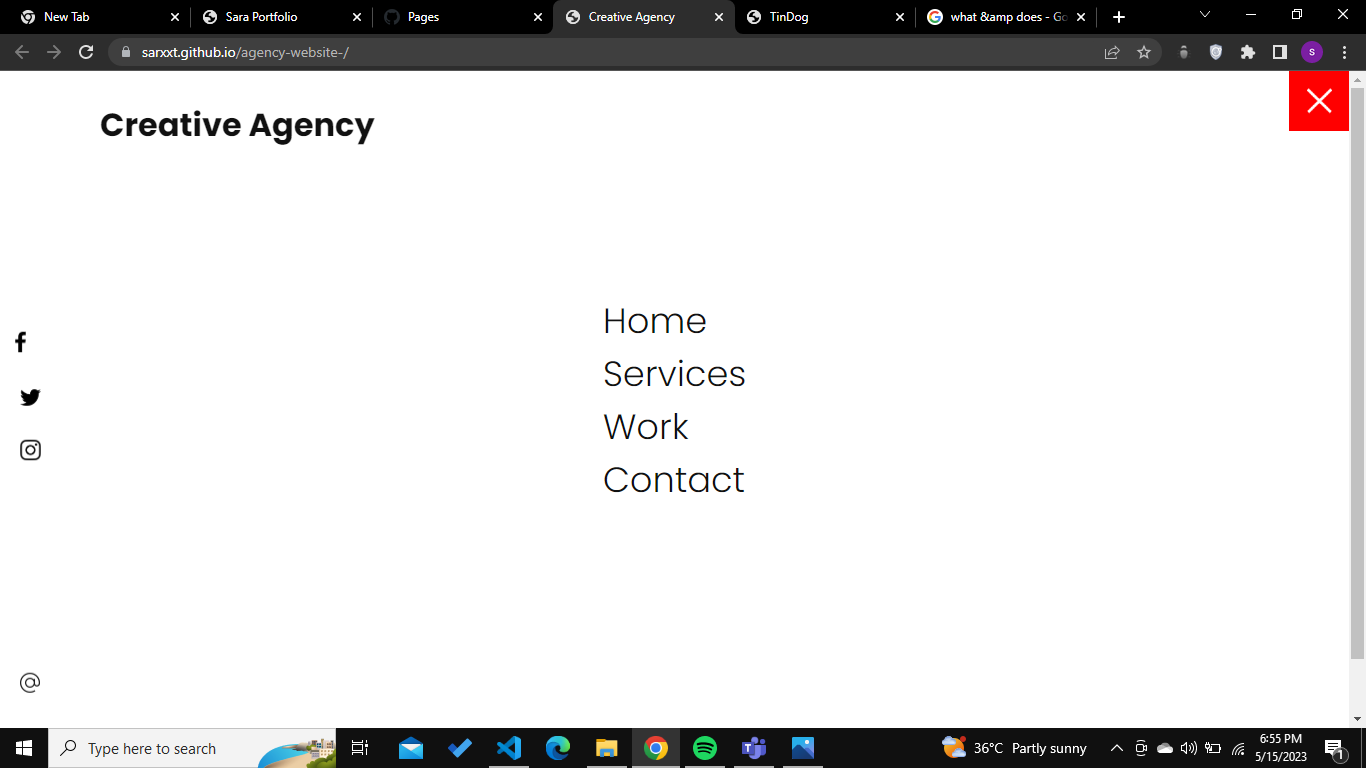 New Tab
Sara Portfolio
Pages
Creative Agency
TinDog
what &amp does - Go
sarxxt.github.io/agency-website-/
s
Creative Agency
Home
Services
Work
Contact
@
Type here to search
36°C Partly sunny
6:55 PM
5/15/2023
1